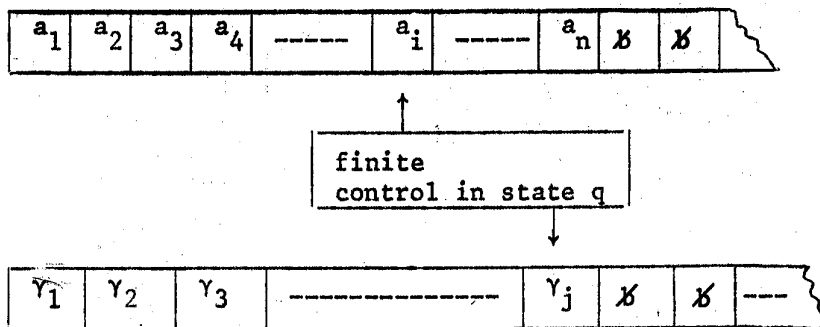 a1 a2 a3 a4 ----- ai ----- an ƀ ƀ
finite
control in state q
γ1 γ2 γ3 -------------- γj ƀ ƀ ---